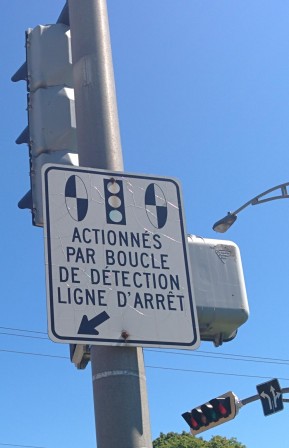 ACTIONNÉS
PAR BOUCLE
DE DÉTECTION
LIGNE D'ARRÊT